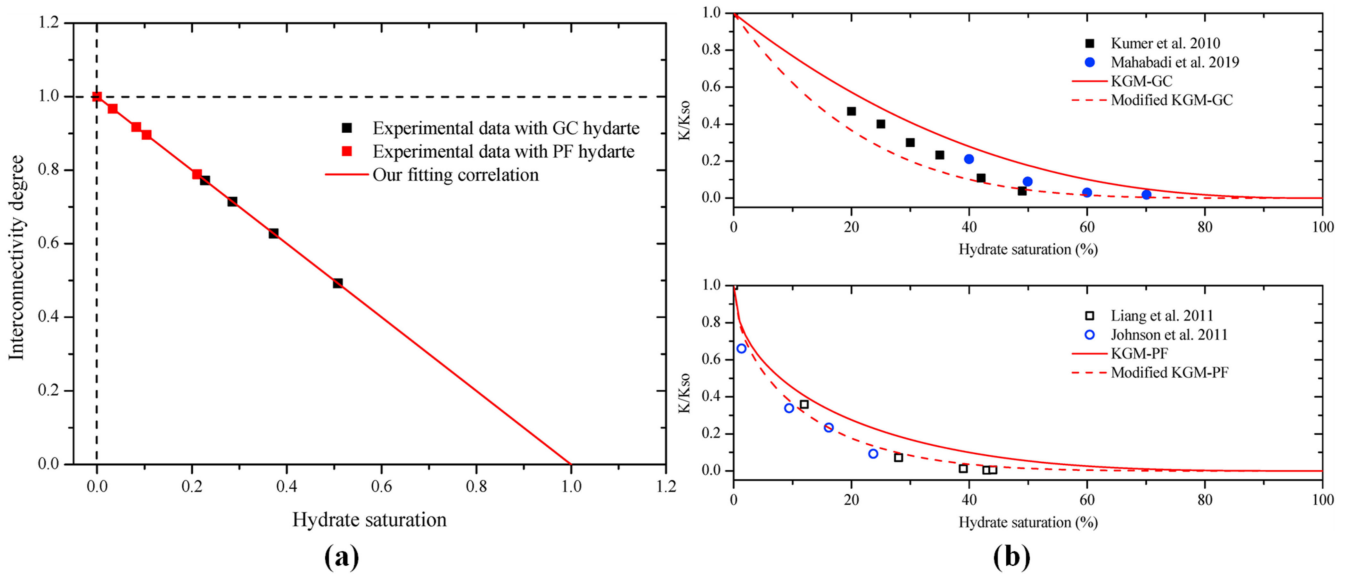 1.2
1.0
0.8
0.6
0.4
0.2
0.0
Interconnectivity degree
Experimental data with GC hydarte
Experimental data with PF hydarte
Our fitting correlation
0.0 0.2 0.4 0.6 0.8 1.0 1.2
Hydrate saturation
(a)
1.0
0.8
0.6
0.4
0.2
0.0
K/Kso
Kumer et al. 2010
Mahabadi et al. 2019
KGM-GC
Modified KGM-GC
0 20 40 60 80 100
Hydrate saturation (%)
1.0
0.8
0.6
0.4
0.2
0.0
K/Kso
Liang et al. 2011
Johnson et al. 2011
KGM-PF
Modified KGM-PF
0 20 40 60 80 100
Hydrate saturation (%)
(b)